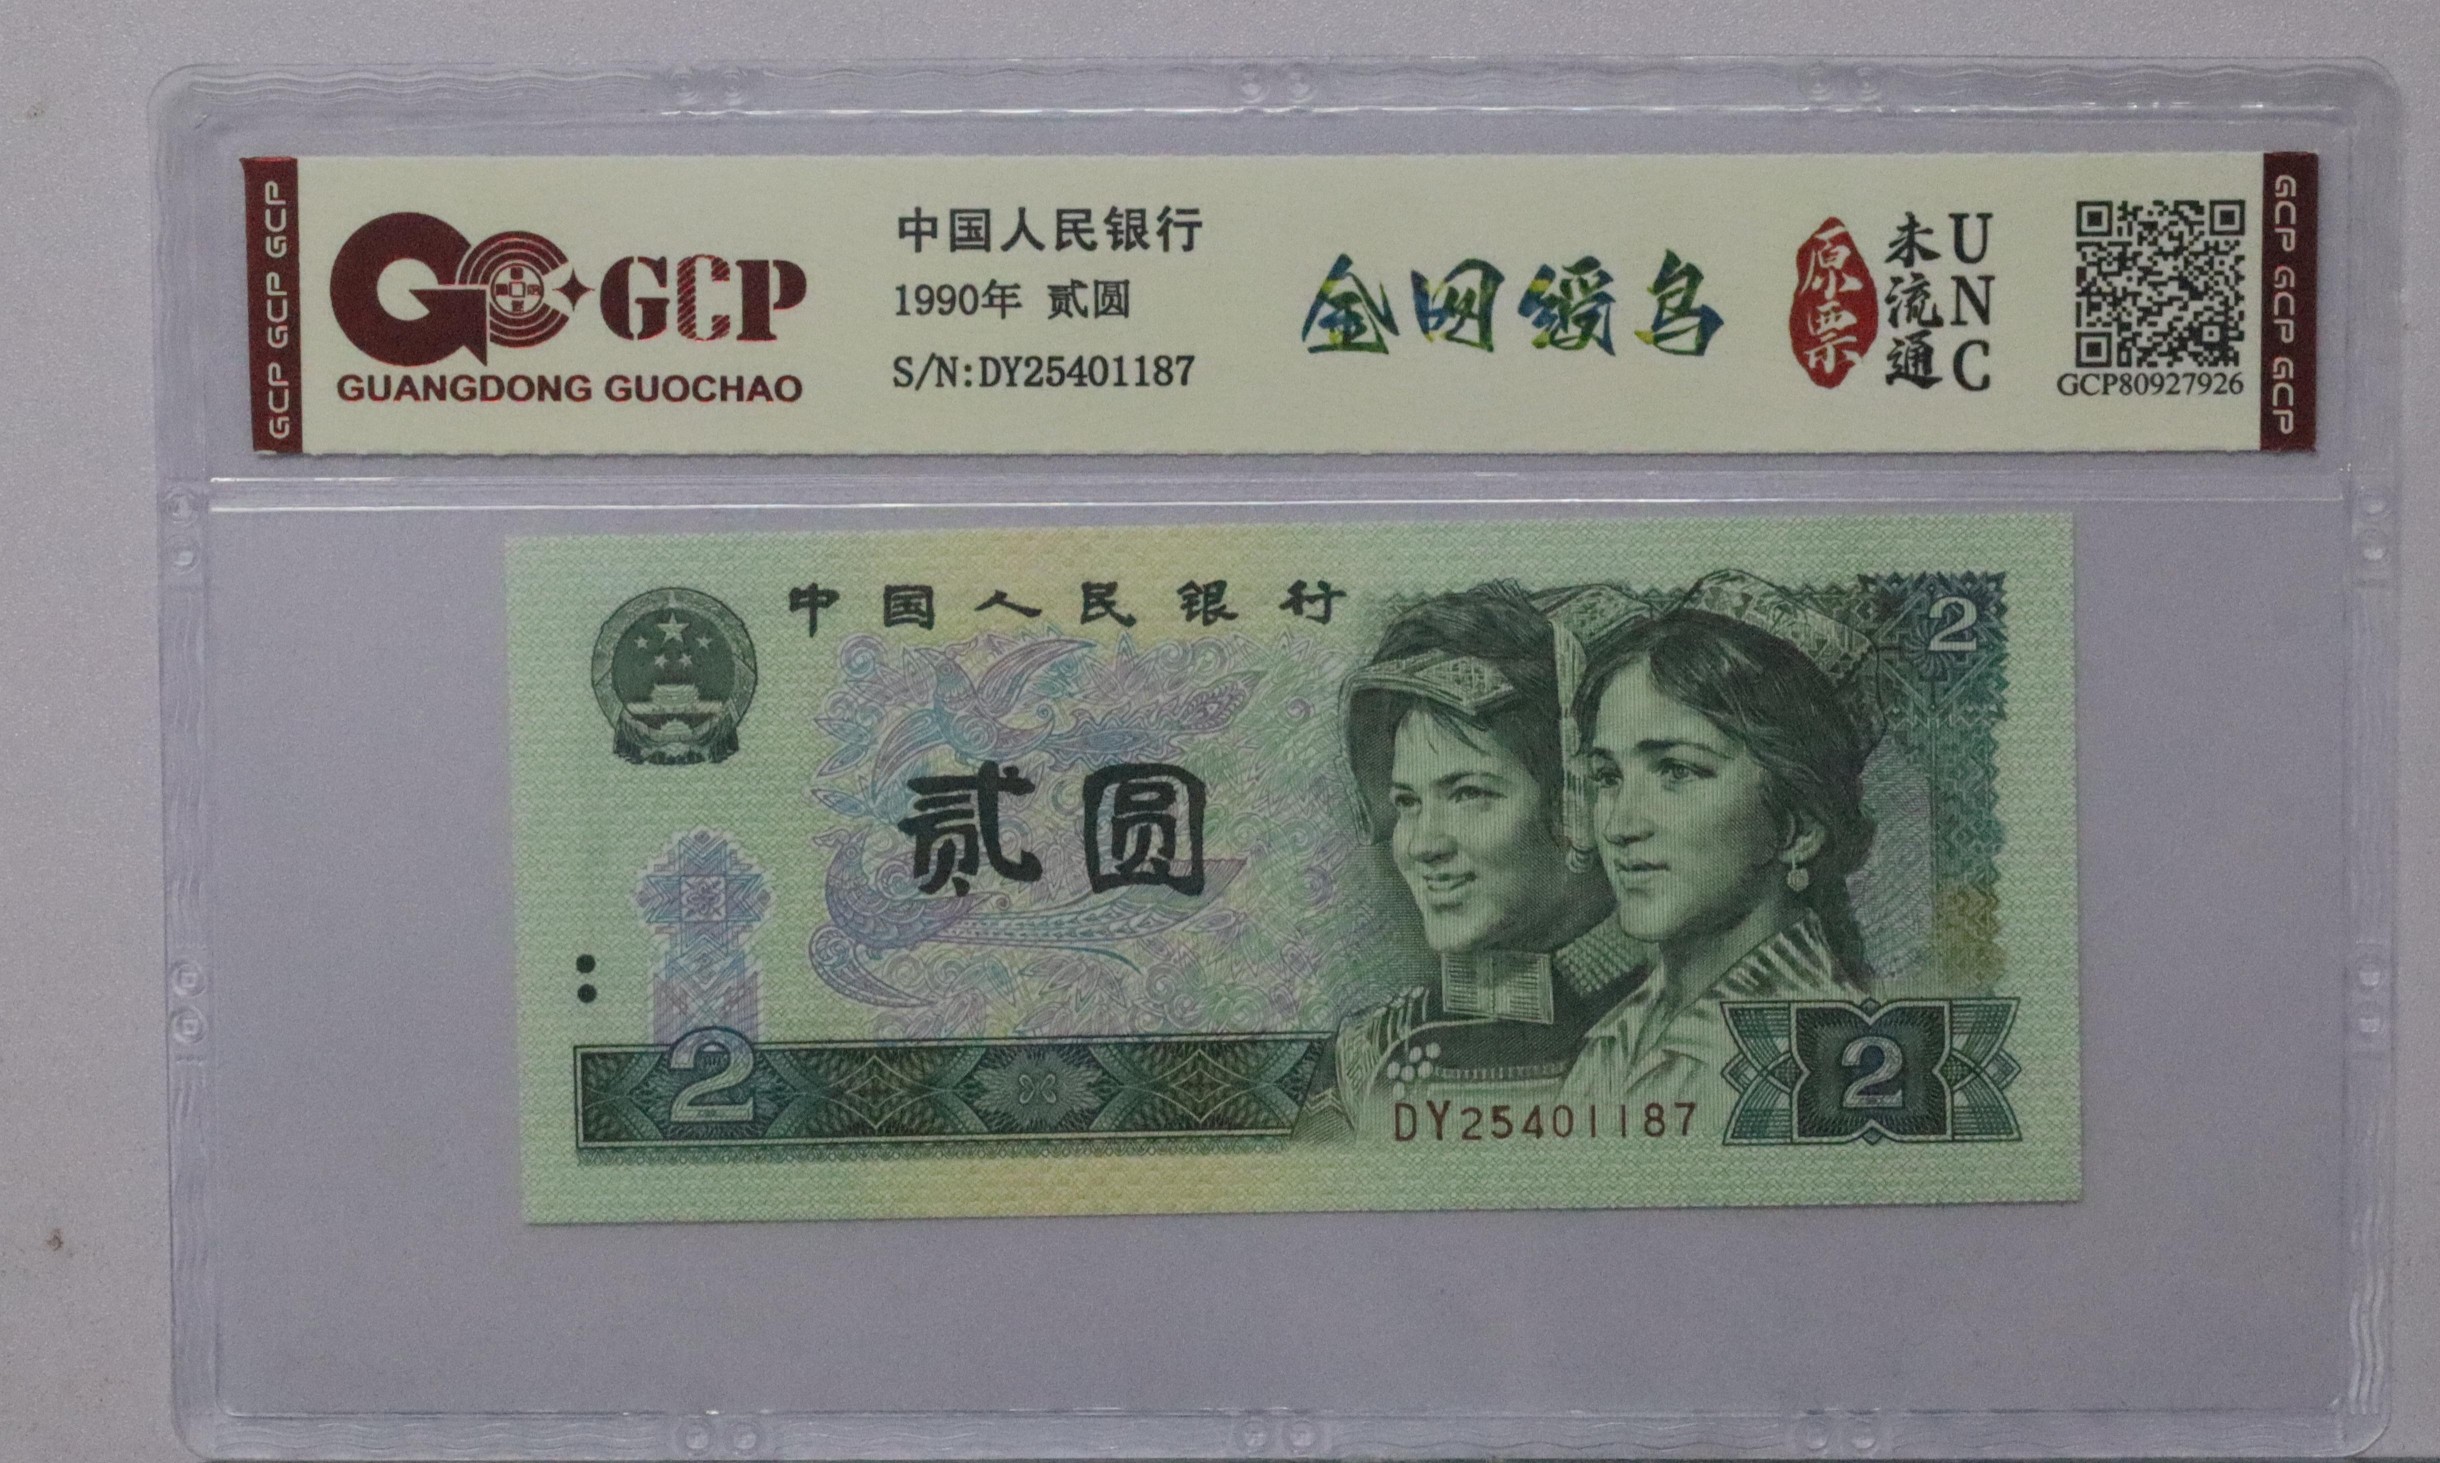 GCP GCP GCP
GCP
GUANGDONG GUOCHAO
中国人民银行
1990年 贰圆
S/N:DY25401187
金网绶鸟
原票
未流通
UNC
GCP80927926
GCP GCP GCP
中国人民银行
2
贰圆
2
DY25401187
2